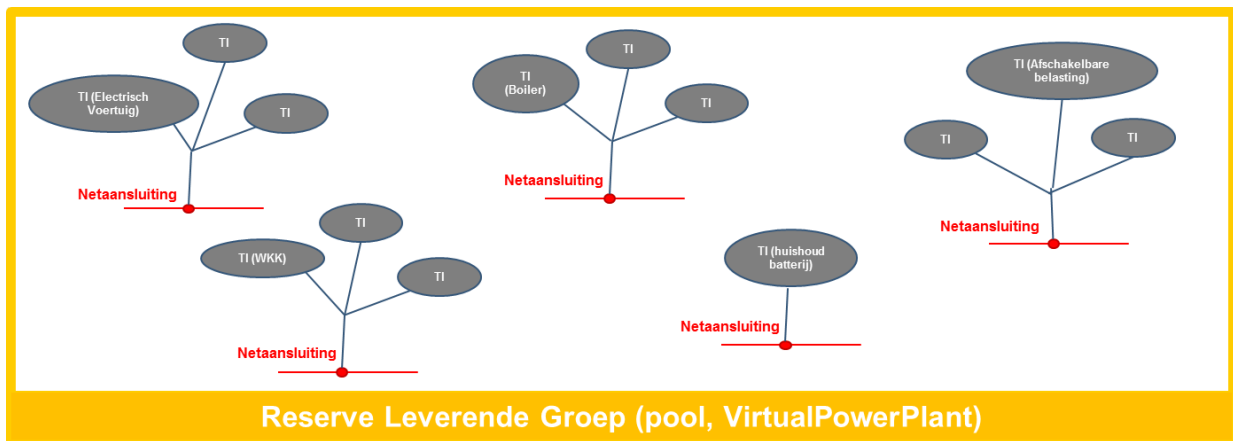 TI
TI (Electrisch
Voertuig)
TI
Netaansluiting
TI
TI
(Boiler)
TI
Netaansluiting
TI (Afschakelbare
belasting)
TI
TI
Netaansluiting
TI
TI (WKK)
TI
Netaansluiting
TI (huishoud
batterij)
Netaansluiting
Reserve Leverende Groep (pool, VirtualPowerPlant)